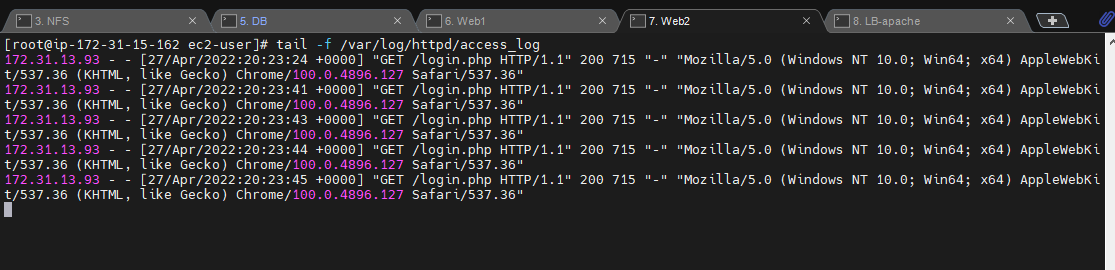 3. NFS
5. DB
6. Web1
7. Web2
8. LB-apache
[root@ip-172-31-15-162 ec2-user]# tail -f /var/log/httpd/access_log
172.31.13.93 - - [27/Apr/2022:20:23:24 +0000] "GET /login.php HTTP/1.1" 200 715 "-" "Mozilla/5.0 (Windows NT 10.0; Win64; x64) AppleWebKi
t/537.36 (KHTML, like Gecko) Chrome/100.0.4896.127 Safari/537.36"
172.31.13.93 - - [27/Apr/2022:20:23:41 +0000] "GET /login.php HTTP/1.1" 200 715 "-" "Mozilla/5.0 (Windows NT 10.0; Win64; x64) AppleWebKi
t/537.36 (KHTML, like Gecko) Chrome/100.0.4896.127 Safari/537.36"
172.31.13.93 - - [27/Apr/2022:20:23:43 +0000] "GET /login.php HTTP/1.1" 200 715 "-" "Mozilla/5.0 (Windows NT 10.0; Win64; x64) AppleWebKi
t/537.36 (KHTML, like Gecko) Chrome/100.0.4896.127 Safari/537.36"
172.31.13.93 - - [27/Apr/2022:20:23:44 +0000] "GET /login.php HTTP/1.1" 200 715 "-" "Mozilla/5.0 (Windows NT 10.0; Win64; x64) AppleWebKi
t/537.36 (KHTML, like Gecko) Chrome/100.0.4896.127 Safari/537.36"
172.31.13.93 - - [27/Apr/2022:20:23:45 +0000] "GET /login.php HTTP/1.1" 200 715 "-" "Mozilla/5.0 (Windows NT 10.0; Win64; x64) AppleWebKi
t/537.36 (KHTML, like Gecko) Chrome/100.0.4896.127 Safari/537.36"